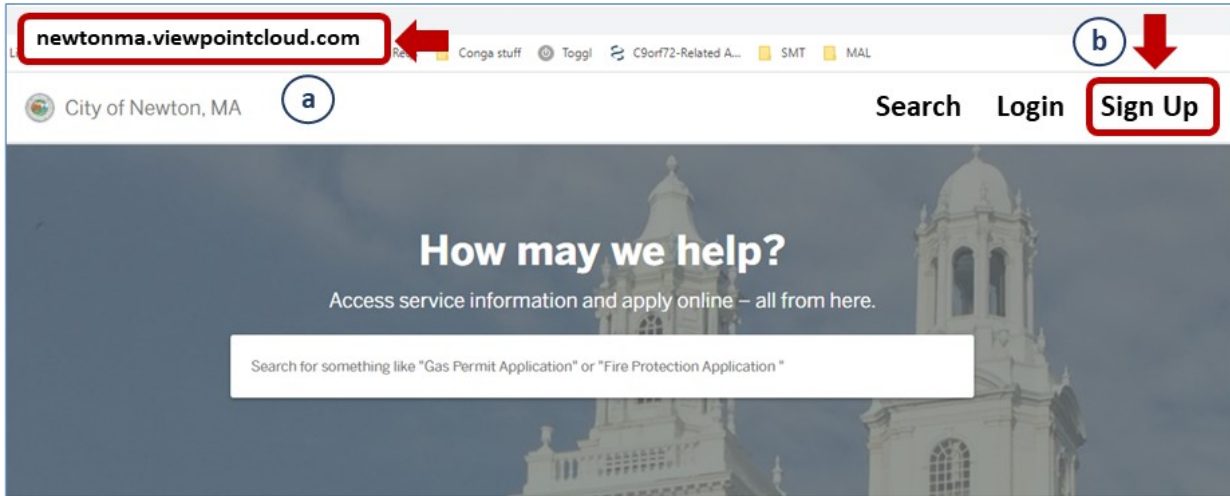 newtonma.viewpointcloud.com
Conga stuff Toggl C9orf72-Related A... SMT MAL
b
City of Newton, MA a Search Login Sign Up
How may we help?
Access service information and apply online – all from here.
Search for something like "Gas Permit Application" or "Fire Protection Application "